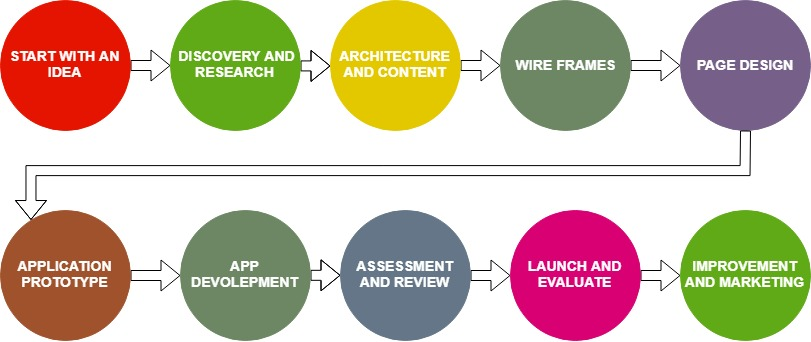 START WITH AN
IDEA
DISCOVERY AND
RESEARCH
ARCHITECTURE
AND CONTENT
WIRE FRAMES
PAGE DESIGN
APPLICATION
PROTOTYPE
APP
DEVOLEPMENT
ASSESSMENT
AND REVIEW
LAUNCH AND
EVALUATE
IMPROVEMENT
AND MARKETING